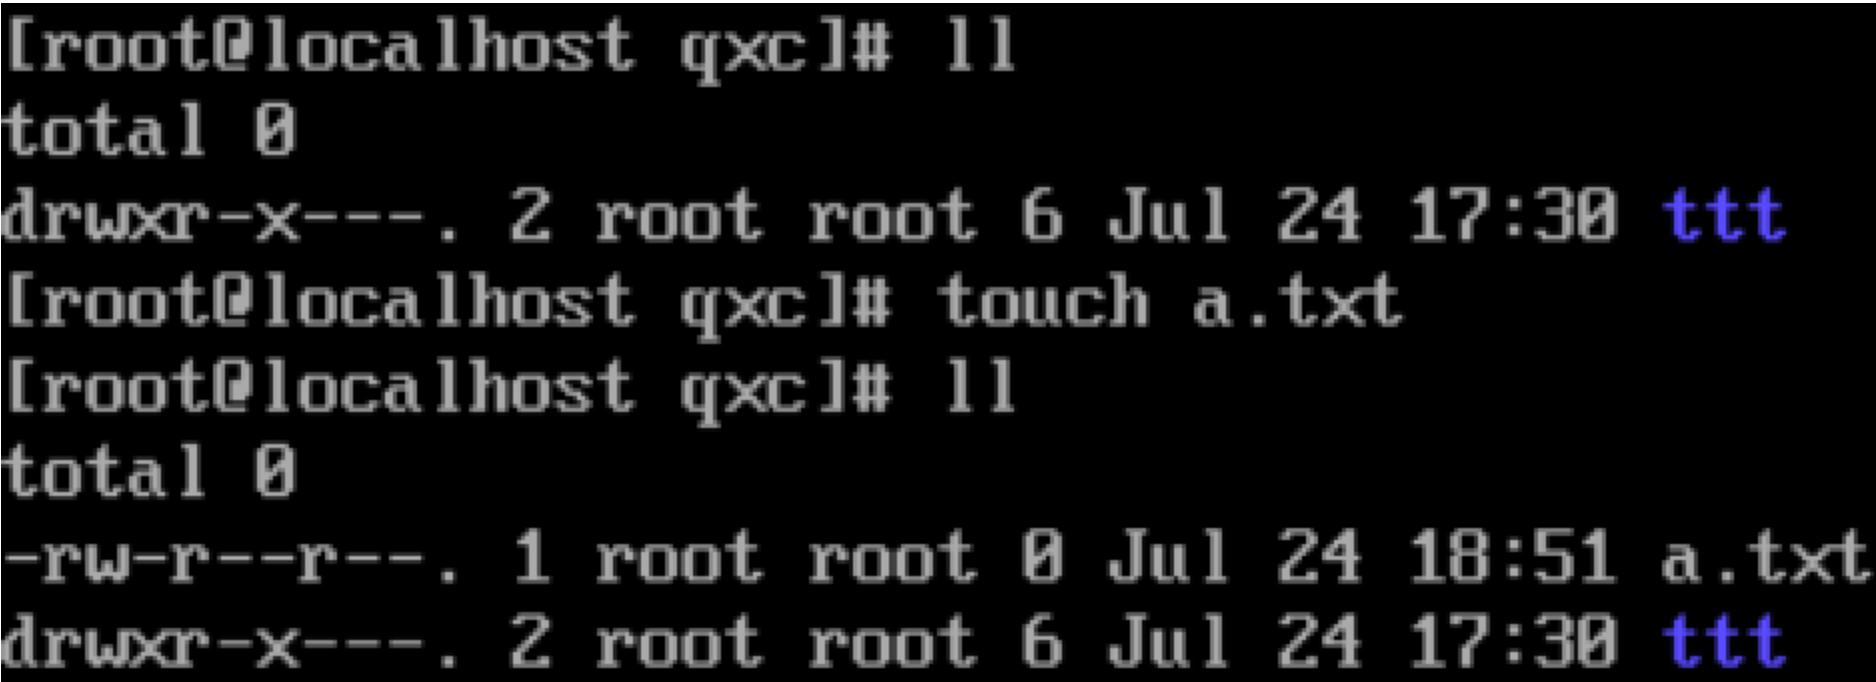 [root@localhost qxc]# ll
total 0
drwxr-x---. 2 root root 6 Jul 24 17:30 ttt
[root@localhost qxc]# touch a.txt
[root@localhost qxc]# ll
total 0
-rw-r--r--. 1 root root 0 Jul 24 18:51 a.txt
drwxr-x---. 2 root root 6 Jul 24 17:30 ttt